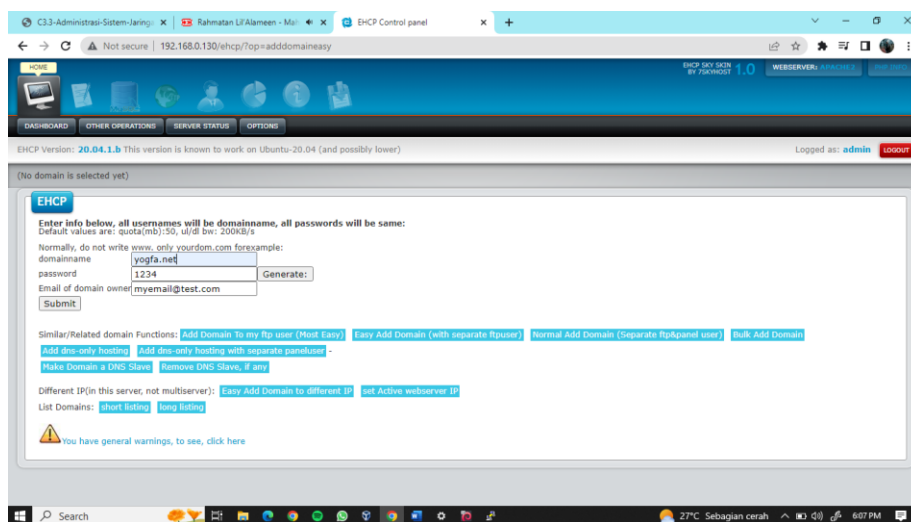 C3.3-Administrasi-Sistem-Jaringa
Rahmatan Lil'Alameen - Mah
EHCP Control panel
Not secure | 192.168.0.130/ehcp/?op=adddomaineasy
HOME
EHCP SKY SKIN
BY 7SKYHOST 1.0
WEBSERVER: APACHE2
PHP INFO
DASHBOARD OTHER OPERATIONS SERVER STATUS OPTIONS
EHCP Version: 20.04.1.b This version is known to work on Ubuntu-20.04 (and possibly lower)
Logged as: admin LOGOUT
(No domain is selected yet)
EHCP
Enter info below, all usernames will be domainname, all passwords will be same:
Default values are: quota(mb):50, ul/dl bw: 200KB/s
Normally, do not write www. only yourdom.com forexample:
domainname yogfa.net
password 1234 Generate:
Email of domain owner myemail@test.com
Submit
Similar/Related domain Functions: Add Domain To my ftp user (Most Easy) Easy Add Domain (with separate ftpuser) Normal Add Domain (Separate ftp&panel user) Bulk Add Domain
Add dns-only hosting Add dns-only hosting with separate paneluser -
Make Domain a DNS Slave Remove DNS Slave, if any
Different IP(in this server, not multiserver): Easy Add Domain to different IP set Active webserver IP
List Domains: short listing long listing
You have general warnings, to see, click here
Search
27°C Sebagian cerah
6:07 PM